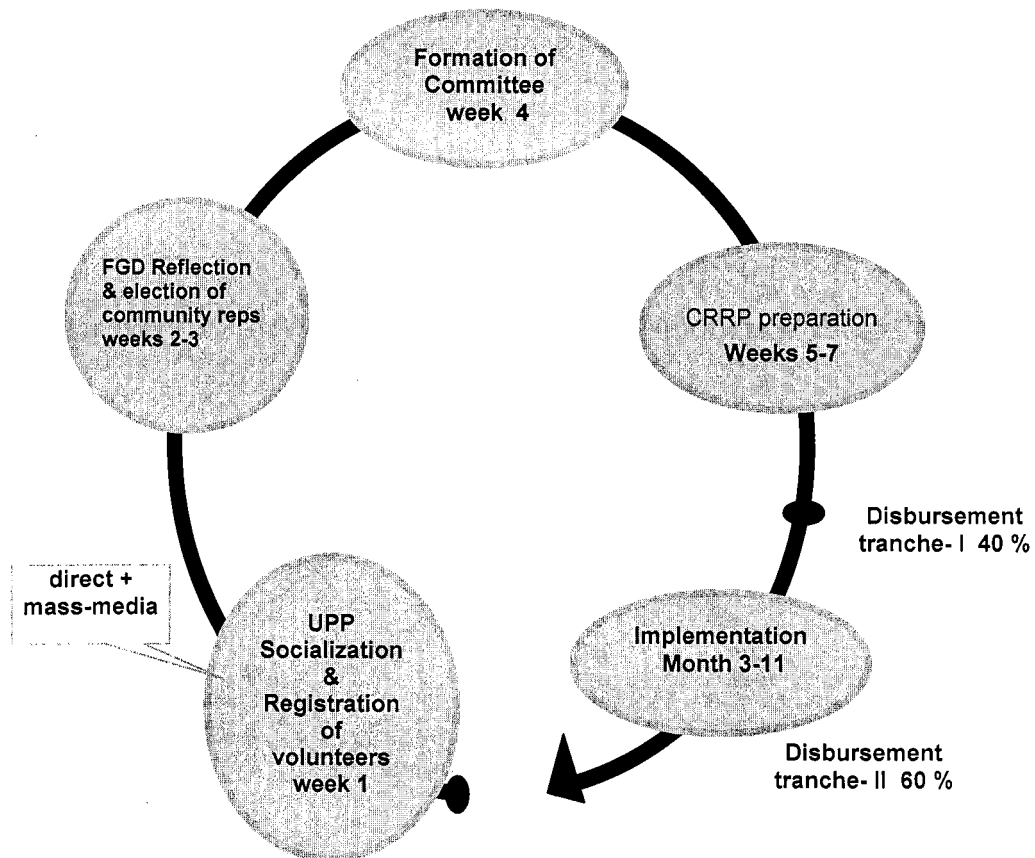 Formation of
Committee
week 4
FGD Reflection
& election of
community reps
weeks 2-3
CRRP preparation
Weeks 5-7
Disbursement
tranche- I 40 %
direct +
mass-media
UPP
Socialization
&
Registration
of
volunteers
week 1
Implementation
Month 3-11
Disbursement
tranche- II 60 %